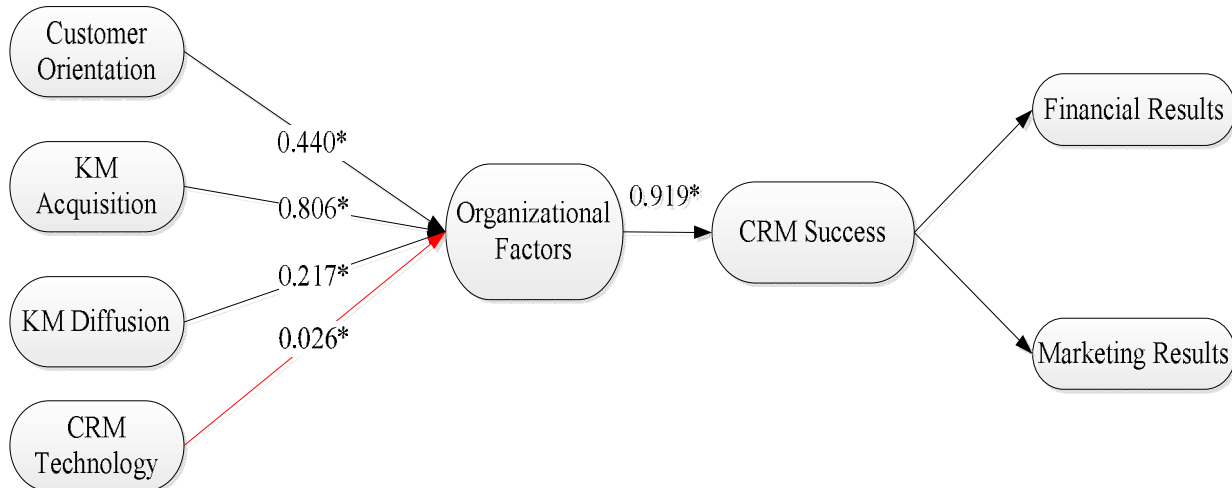 Customer
Orientation
0.440*
KM
Acquisition
0.806*
KM Diffusion
0.217*
CRM
Technology
0.026*
Organizational
Factors
0.919*
CRM Success
Financial Results
Marketing Results